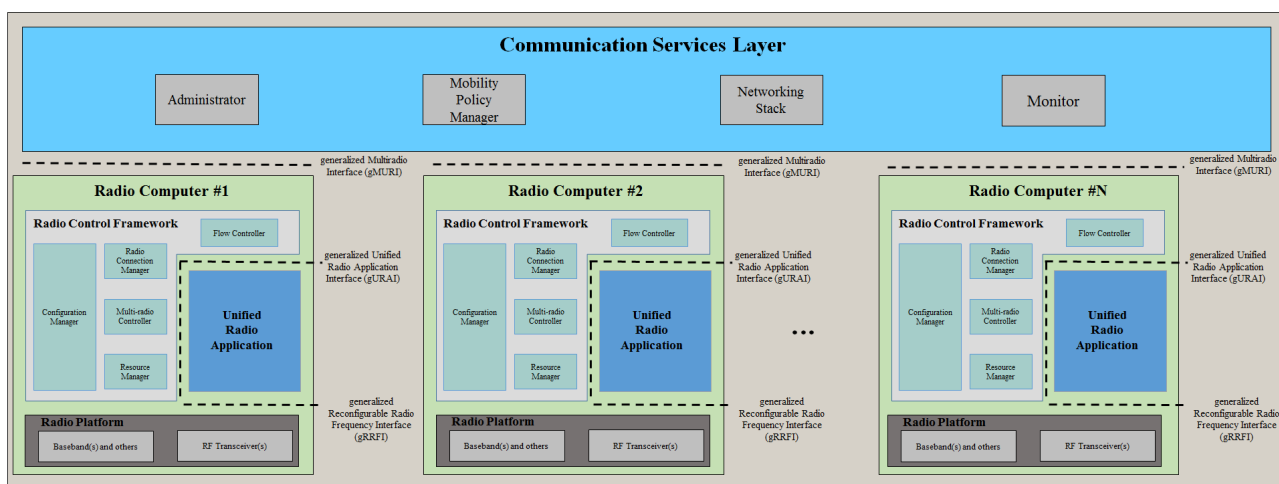 Communication Services Layer
Administrator
Mobility
Policy
Manager
Networking
Stack
Monitor
generalized Multiradio
Interface (gMURI)
generalized Multiradio
Interface (gMURI)
generalized Multiradio
Interface (gMURI)
Radio Computer #1
Radio Control Framework
Flow Controller
Radio
Connection
Manager
Configuration
Manager
Multi-radio
Controller
Resource
Manager
Unified
Radio
Application
generalized Unified
Radio Application
Interface (gURAI)
generalized
Reconfigurable Radio
Frequency Interface
(gRRFI)
Radio Platform
Baseband(s) and others
RF Transceiver(s)
Radio Computer #2
Radio Control Framework
Flow Controller
Radio
Connection
Manager
Configuration
Manager
Multi-radio
Controller
Resource
Manager
Unified
Radio
Application
generalized Unified
Radio Application
Interface (gURAI)
generalized
Reconfigurable Radio
Frequency Interface
(gRRFI)
Radio Platform
Baseband(s) and others
RF Transceiver(s)
...
Radio Computer #N
Radio Control Framework
Flow Controller
Radio
Connection
Manager
Configuration
Manager
Multi-radio
Controller
Resource
Manager
Unified
Radio
Application
generalized Unified
Radio Application
Interface (gURAI)
generalized
Reconfigurable Radio
Frequency Interface
(gRRFI)
Radio Platform
Baseband(s) and others
RF Transceiver(s)